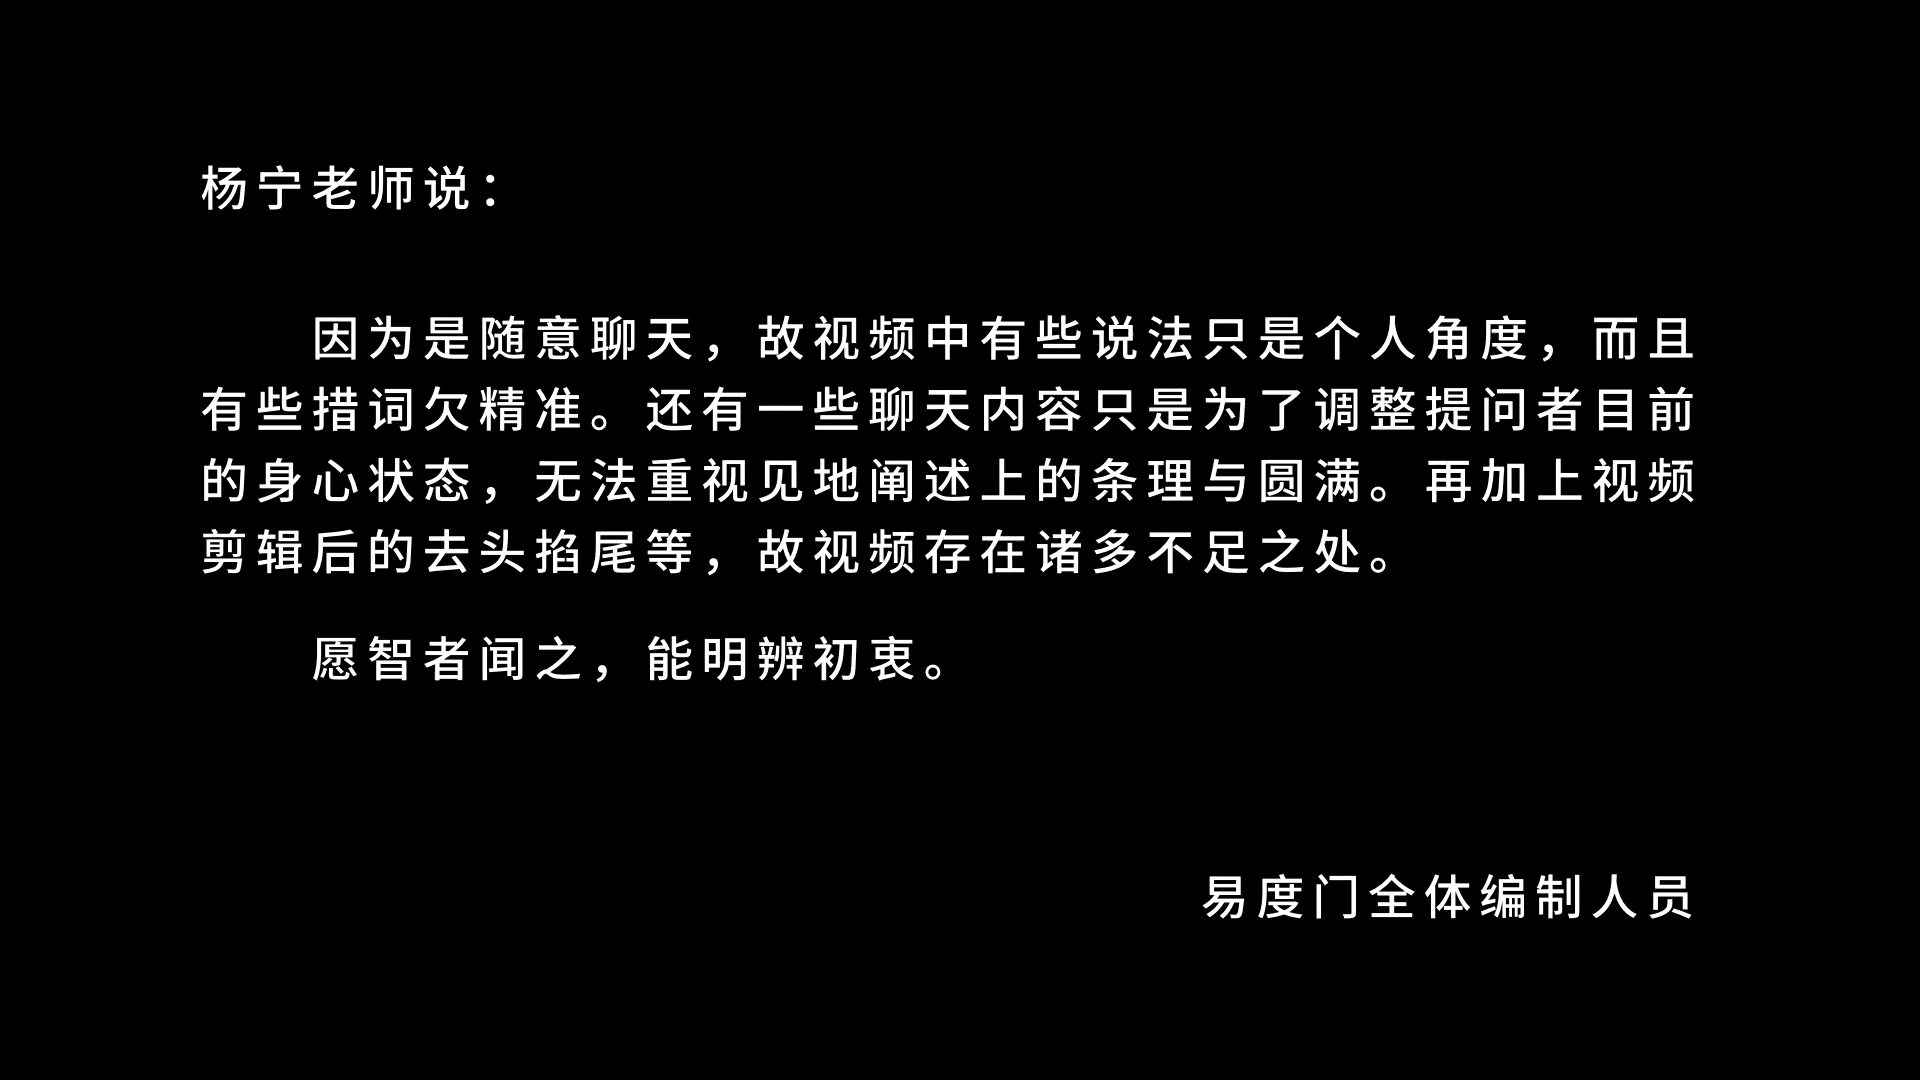 杨宁老师说：
因为是随意聊天，故视频中有些说法只是个人角度，而且
有些措词欠精准。还有一些聊天内容只是为了调整提问者目前
的身心状态，无法重视见地阐述上的条理与圆满。再加上视频
剪辑后的去头掐尾等，故视频存在诸多不足之处。
愿智者闻之，能明辨初衷。
易度门全体编制人员